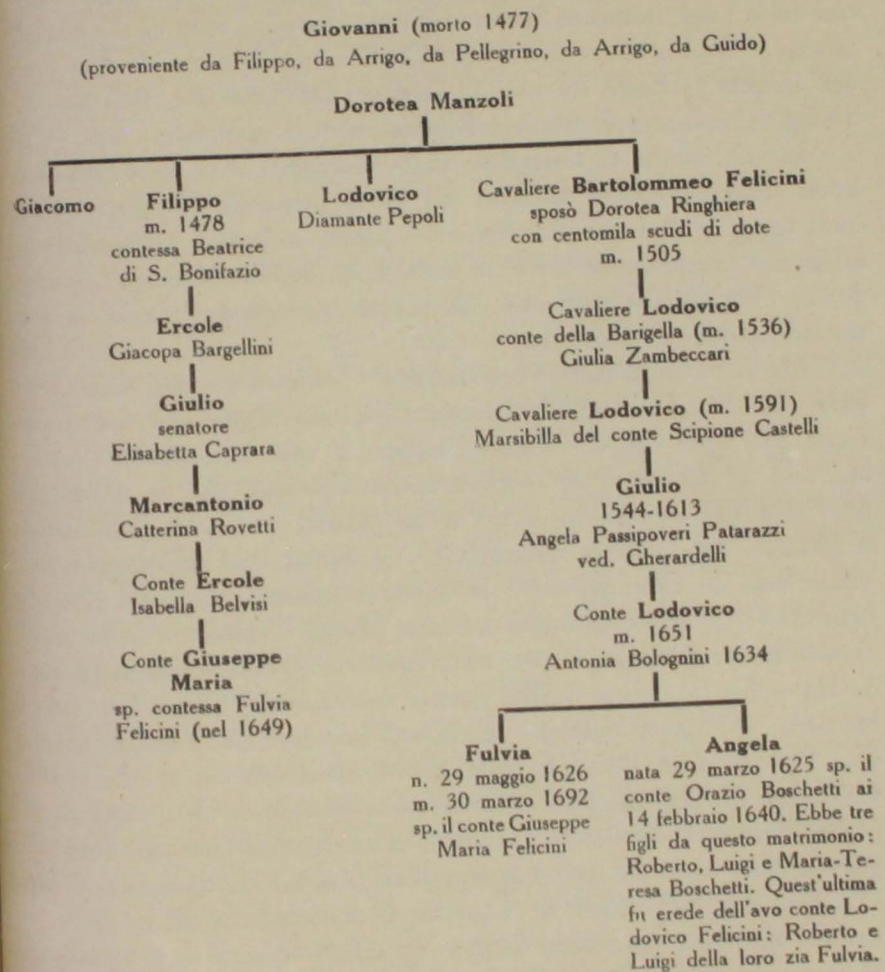 Giovanni (morto 1477)
(proveniente da Filippo, da Arrigo, da Pellegrino, da Arrigo, da Guido)
Dorotea Manzoli
Giacomo
Filippo
m. 1478
contessa Beatrice
di S. Bonifazio
Ercole
Giacopa Bargellini
Giulio
senatore
Elisabetta Caprara
Marcantonio
Catterina Rovetti
Conte Ercole
Isabella Belvisi
Conte Giuseppe
Maria
sp. contessa Fulvia
Felicini (nel 1649)
Lodovico
Diamante Pepoli
Cavaliere Bartolommeo Felicini
sposò Dorotea Ringhiera
con centomila scudi di dote
m. 1505
Cavaliere Lodovico
conte della Barigella (m. 1536)
Giulia Zambeccari
Cavaliere Lodovico (m. 1591)
Marsibilla del conte Scipione Castelli
Giulio
1544-1613
Angela Passipoveri Patarazzi
ved. Gherardelli
Conte Lodovico
m. 1651
Antonia Bolognini 1634
Fulvia
n. 29 maggio 1626
m. 30 marzo 1692
sp. il conte Giuseppe
Maria Felicini
Angela
nata 29 marzo 1625 sp. il
conte Orazio Boschetti ai
14 febbraio 1640. Ebbe tre
figli da questo matrimonio:
Roberto, Luigi e Maria-Te-
resa Boschetti. Quest'ultima
fu erede dell'avo conte Lo-
dovico Felicini: Roberto e
Luigi della loro zia Fulvia.